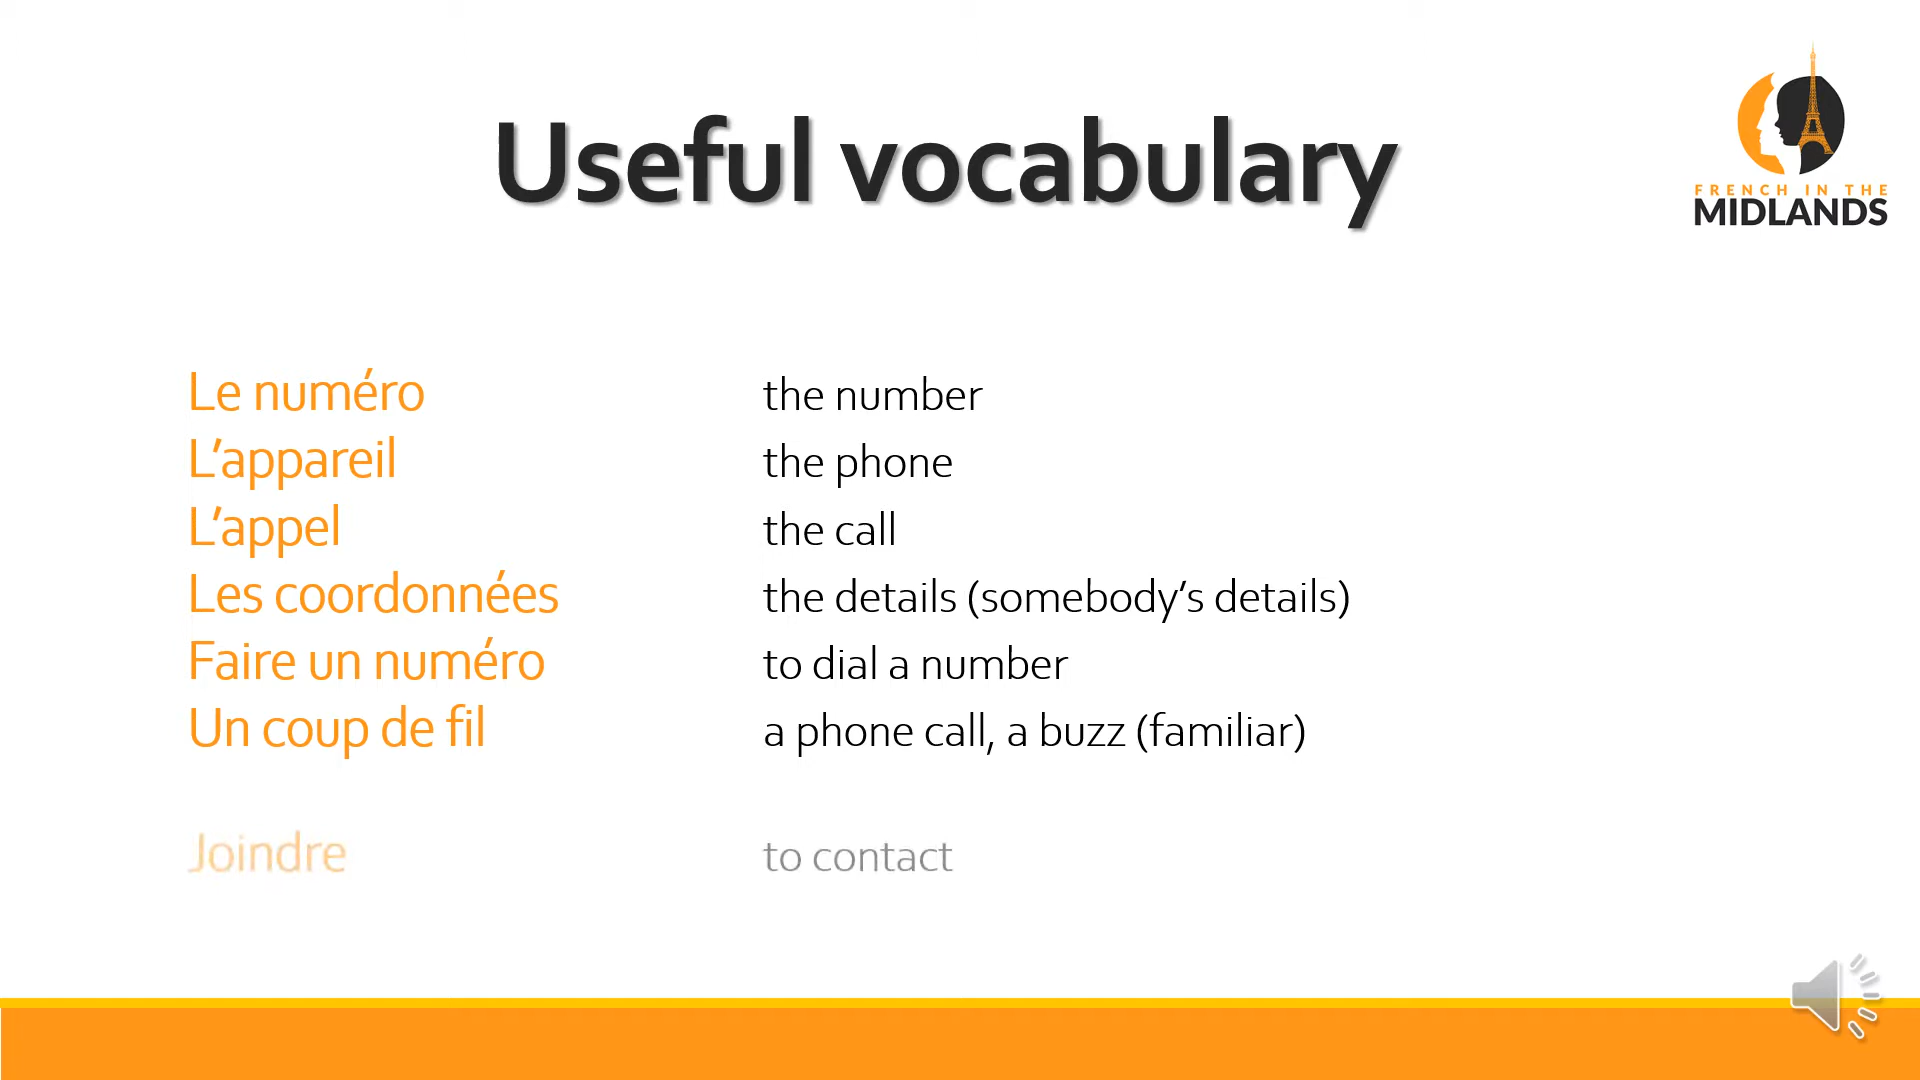 Useful vocabulary
FRENCH IN THE
MIDLANDS
Le numéro the number
L’appareil the phone
L’appel the call
Les coordonnées the details (somebody’s details)
Faire un numéro to dial a number
Un coup de fil a phone call, a buzz (familiar)
Joindre to contact